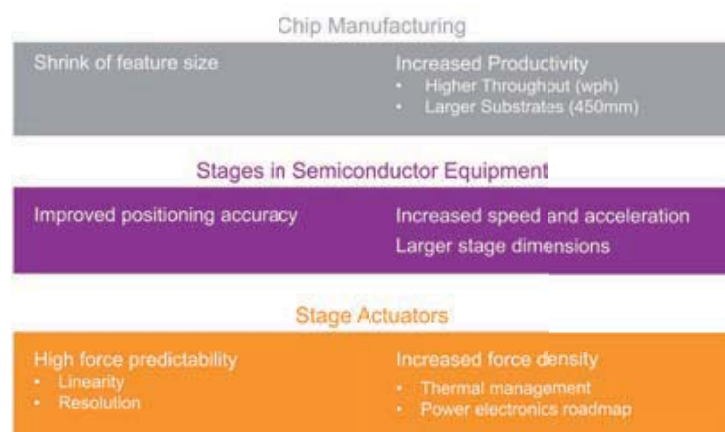 Chip Manufacturing
Shrink of feature size
Increased Productivity
• Higher Throughput (wph)
• Larger Substrates (450mm)
Stages in Semiconductor Equipment
Improved positioning accuracy
Increased speed and acceleration
Larger stage dimensions
Stage Actuators
High force predictability
• Linearity
• Resolution
Increased force density
• Thermal management
• Power electronics roadmap